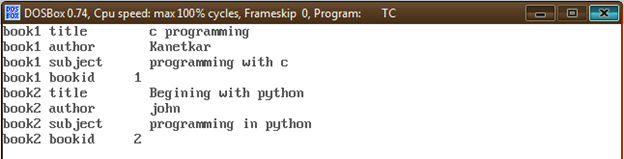 DOSBox 0.74, Cpu speed: max 100% cycles, Frameskip 0, Program: TC
book1 title c programming
book1 author Kanetkar
book1 subject programming with c
book1 bookid 1
book2 title Begining with python
book2 author john
book2 subject programming in python
book2 bookid 2